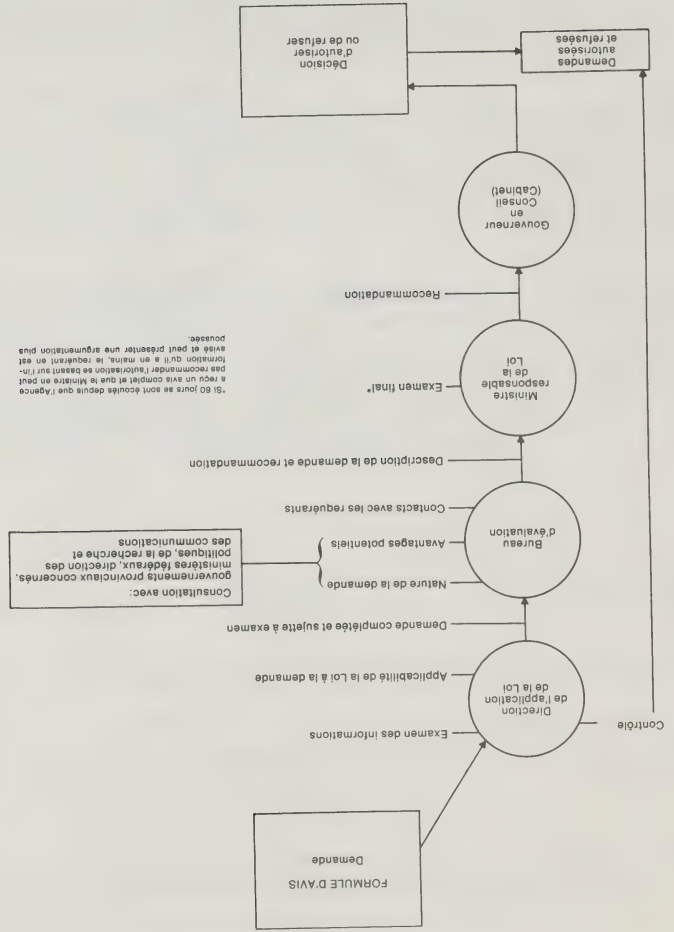 FORMULE D'AVIS
Demande
Contrôle
Direction
de l'application
de la Loi
Examen des informations
Applicabilité de la Loi à la demande
Demande complétée et sujette à examen
Bureau
d'évaluation
Nature de la demande
Avantages potentiels
Contacts avec les requérants
Consultation avec:
gouvernements provinciaux concernés,
ministères fédéraux, direction des
politiques, de la recherche et
des communications
Description de la demande et recommandation
Ministre
responsable
de la
Loi
Examen final*
*Si 60 jours se sont écoulés depuis que l'Agence
a reçu un avis complet et que le Ministre ne peut
pas recommander l'autorisation se basant sur l'in-
formation qu'il a en mains, le requérant en est
avisé et peut présenter une argumentation plus
poussée.
Recommandation
Gouverneur
en
Conseil
(Cabinet)
Décision
d'autoriser
ou de refuser
Demandes
autorisées
et refusées